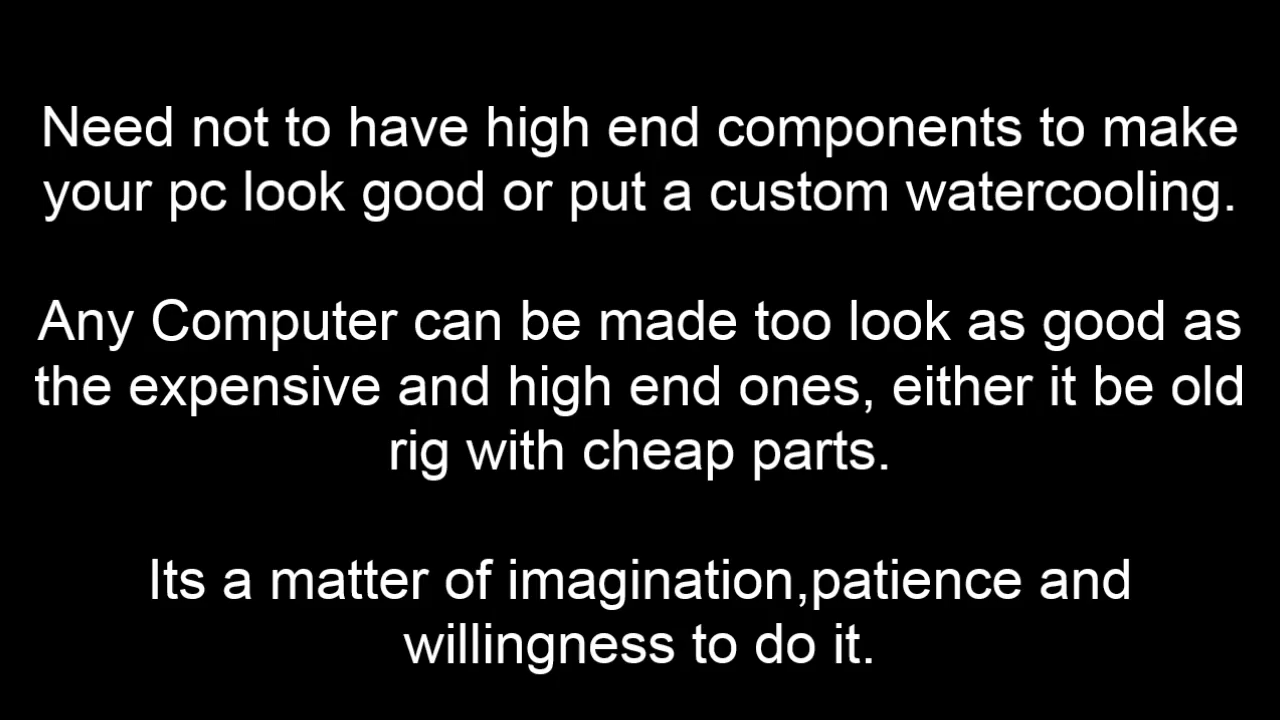 Need not to have high end components to make
your pc look good or put a custom watercooling.
Any Computer can be made too look as good as
the expensive and high end ones, either it be old
rig with cheap parts.
Its a matter of imagination,patience and
willingness to do it.